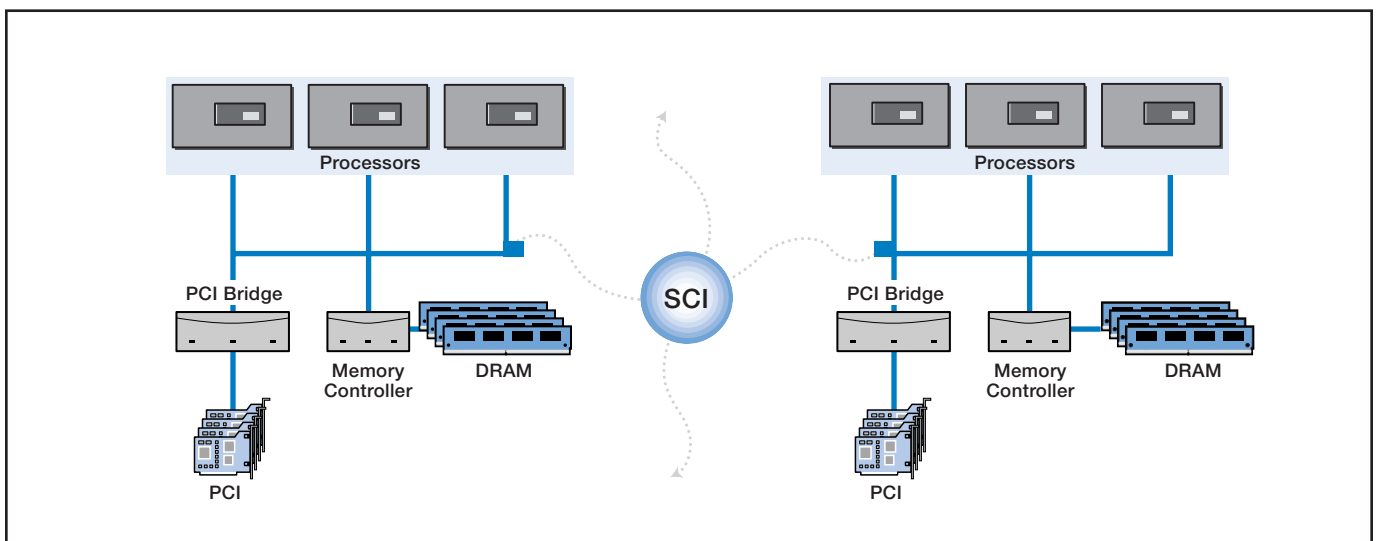 Processors
Processors
SCI
PCI Bridge
PCI Bridge
Memory
Controller
DRAM
Memory
Controller
DRAM
PCI
PCI